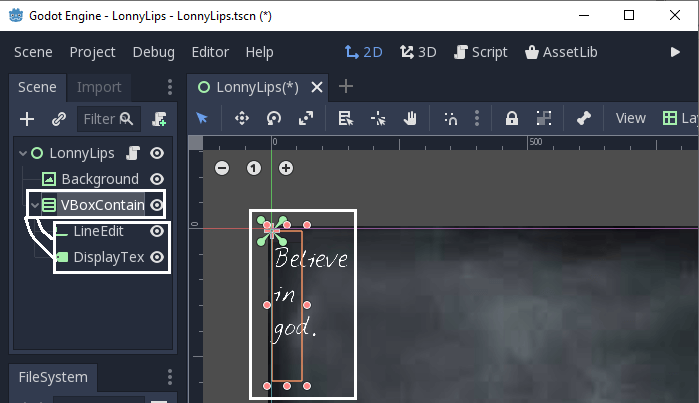 Godot Engine - LonnyLips - LonnyLips.tscn (*)
Scene Project Debug Editor Help 2D 3D Script AssetLib
Scene Import LonnyLips(*)
Filter View Lay
0 500
LonnyLips 1
Background
VBoxContain 0
LineEdit
DisplayTex
Believe
in
god.
FileSystem